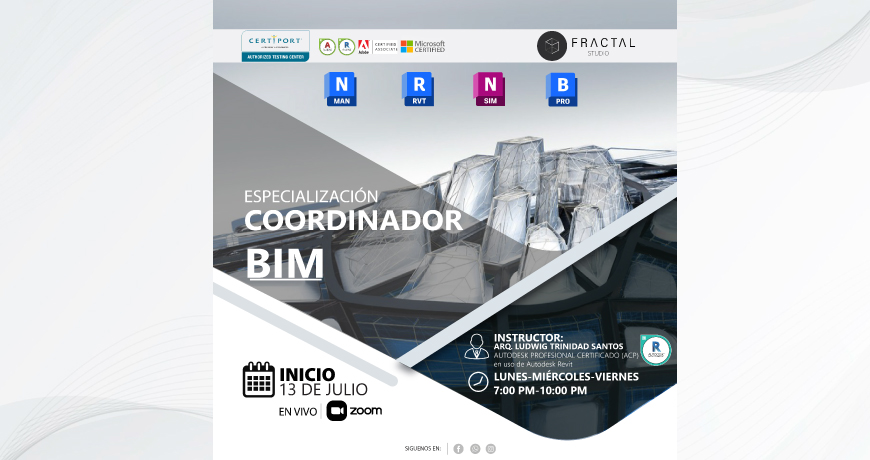 CERTIPORT
AUTHORIZED TESTING CENTER
A
R
Adobe
CERTIFIED
ASSOCIATE
Microsoft
CERTIFIED
FRACTAL
STUDIO
N
MAN
R
RVT
N
SIM
B
PRO
ESPECIALIZACIÓN
COORDINADOR
BIM
INSTRUCTOR:
ARQ. LUDWIG TRINIDAD SANTOS
AUTODESK PROFESIONAL CERTIFICADO (ACP)
en uso de Autodesk Revit
R
LUNES-MIÉRCOLES-VIERNES
7:00 PM-10:00 PM
INICIO
13 DE JULIO
EN VIVO
zoom
SIGUENOS EN: